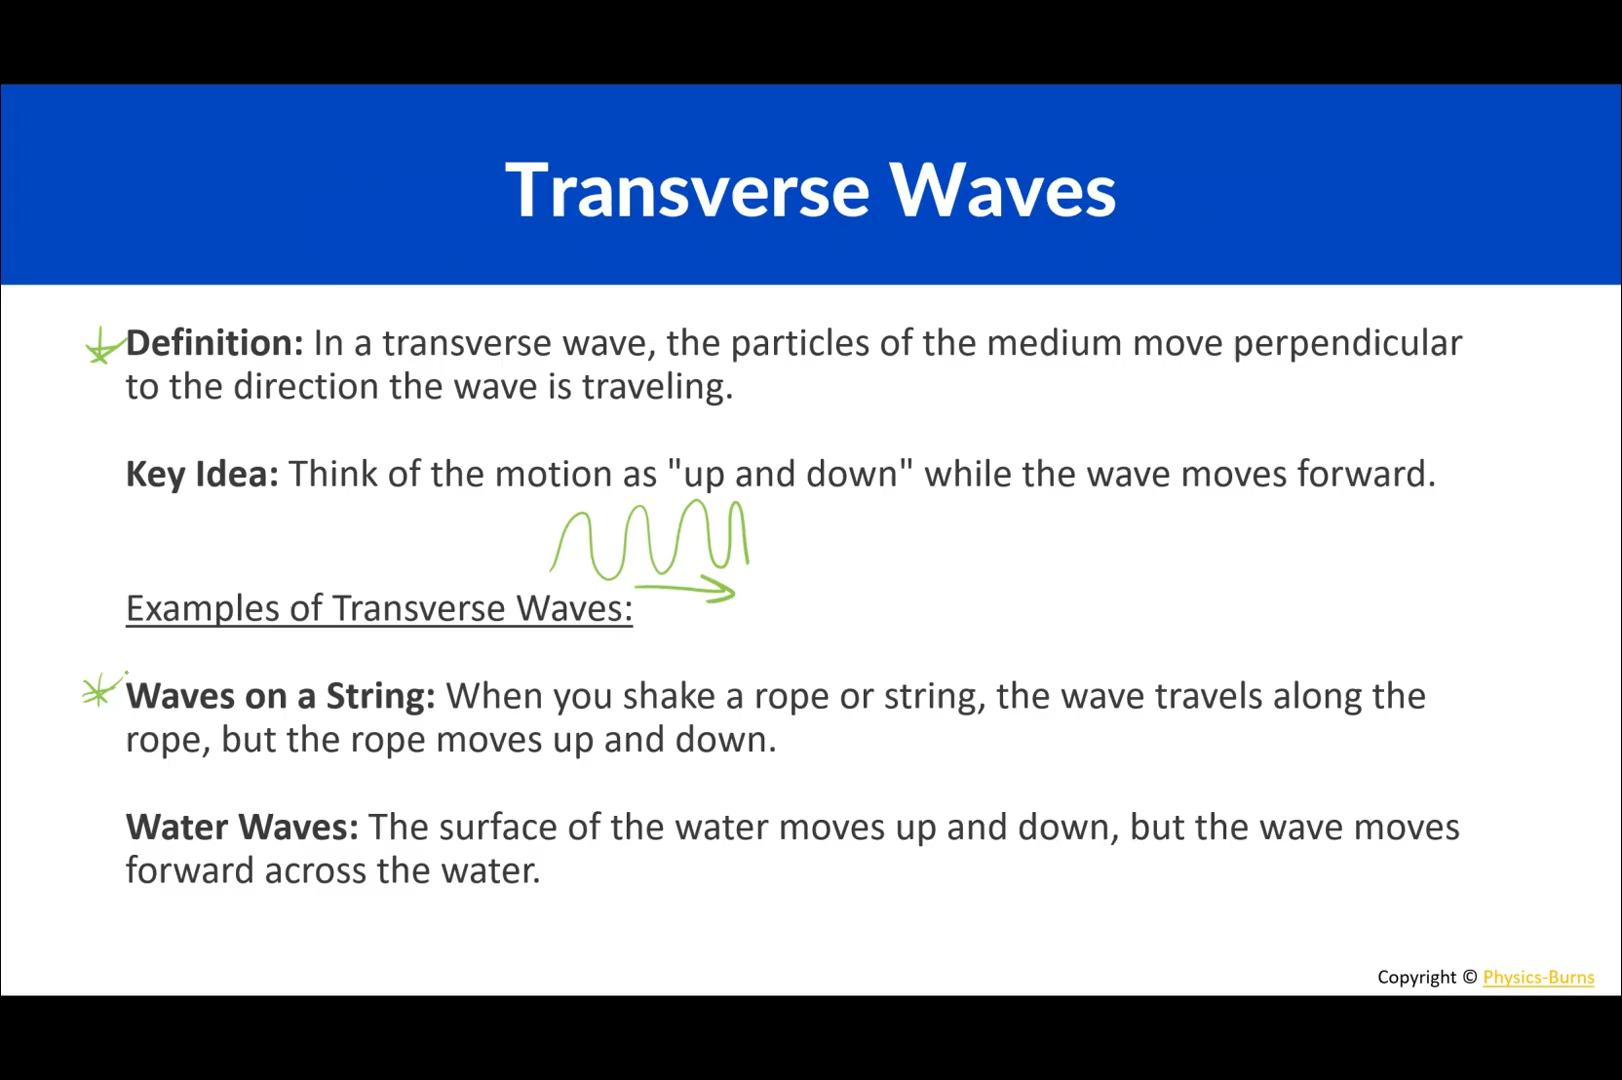 Transverse Waves
Definition: In a transverse wave, the particles of the medium move perpendicular
to the direction the wave is traveling.
Key Idea: Think of the motion as "up and down" while the wave moves forward.
Examples of Transverse Waves:
Waves on a String: When you shake a rope or string, the wave travels along the
rope, but the rope moves up and down.
Water Waves: The surface of the water moves up and down, but the wave moves
forward across the water.
Copyright © Physics-Burns